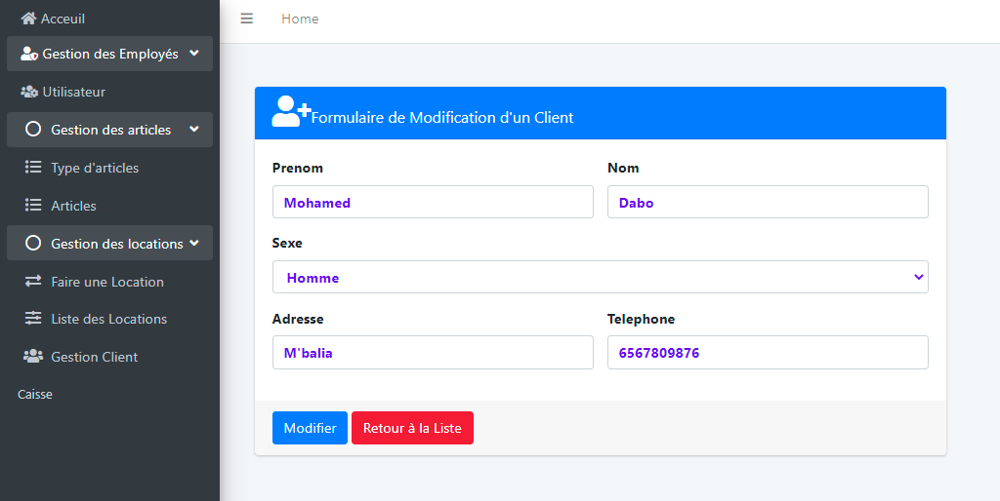 Acceuil
Gestion des Employés
Utilisateur
Gestion des articles
Type d'articles
Articles
Gestion des locations
Faire une Location
Liste des Locations
Gestion Client
Caisse
Home
Formulaire de Modification d'un Client
Prenom Nom
Mohamed Dabo
Sexe
Homme
Adresse Telephone
M'balia 6567809876
Modifier Retour à la Liste